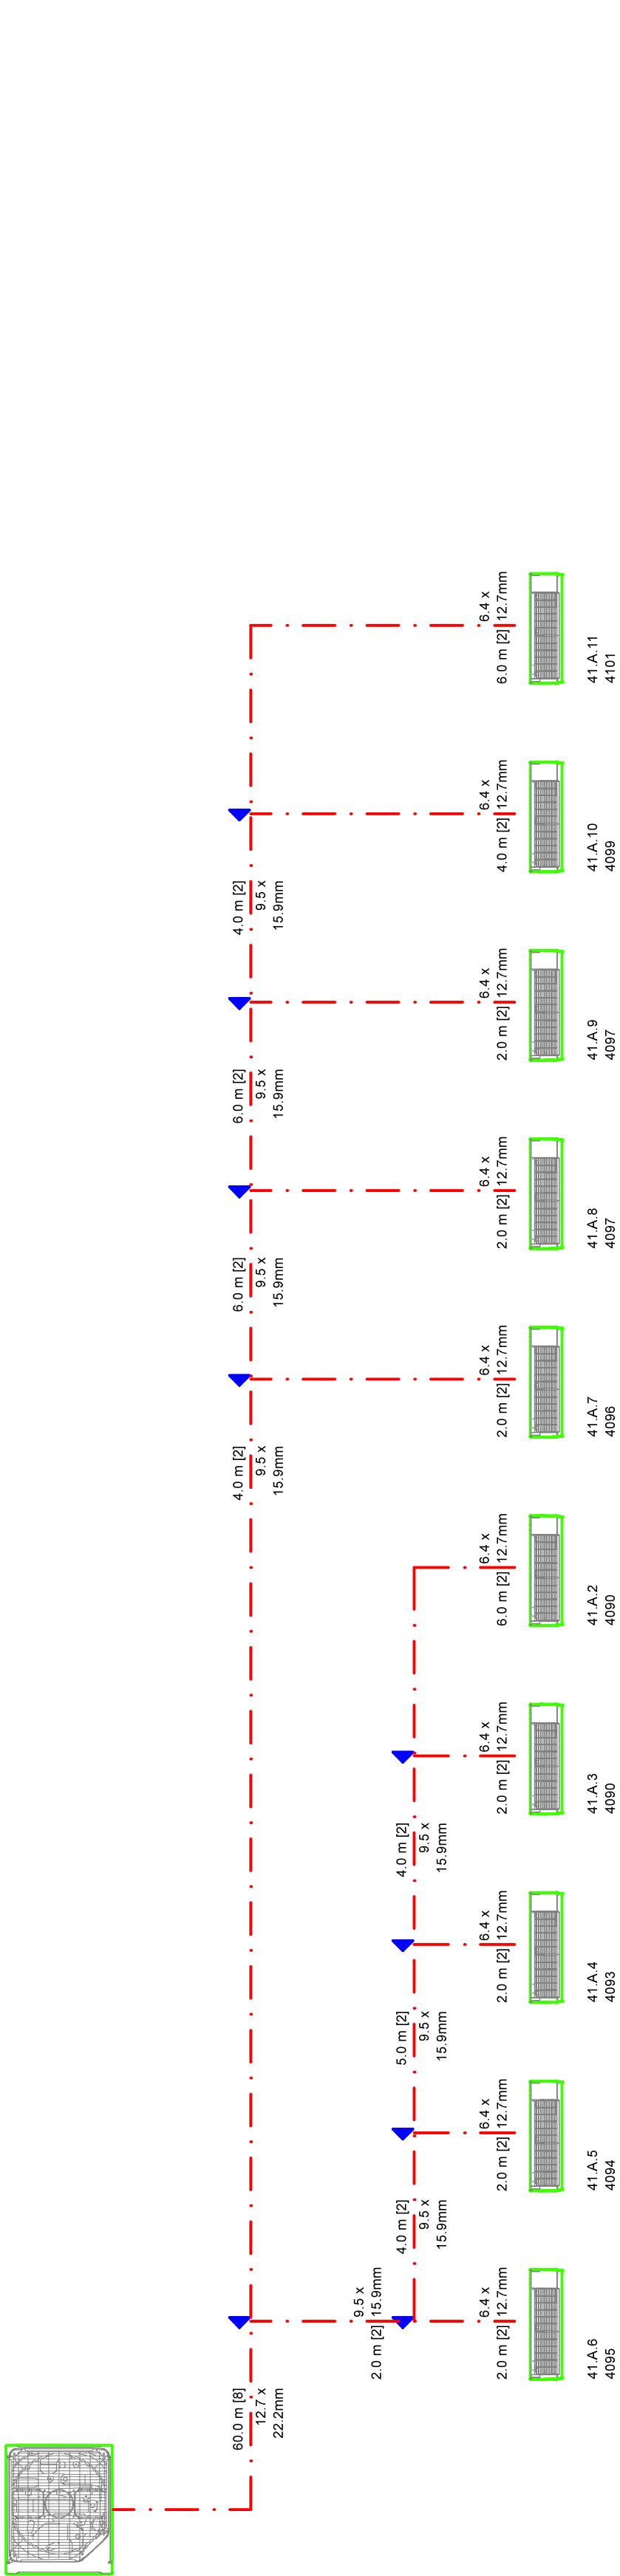 6.4 x
6.0 m [2] 12.7mm
41.A.11
4101
6.4 x
4.0 m [2] 12.7mm
41.A.10
4099
4.0 m [2]
9.5 x
15.9mm
6.4 x
2.0 m [2] 12.7mm
41.A.9
4097
6.0 m [2]
9.5 x
15.9mm
6.4 x
2.0 m [2] 12.7mm
41.A.8
4097
6.0 m [2]
9.5 x
15.9mm
6.4 x
2.0 m [2] 12.7mm
41.A.7
4096
4.0 m [2]
9.5 x
15.9mm
6.4 x
6.0 m [2] 12.7mm
41.A.2
4090
6.4 x
2.0 m [2] 12.7mm
41.A.3
4090
4.0 m [2]
9.5 x
15.9mm
6.4 x
2.0 m [2] 12.7mm
41.A.4
4093
5.0 m [2]
9.5 x
15.9mm
6.4 x
2.0 m [2] 12.7mm
41.A.5
4094
4.0 m [2]
9.5 x
15.9mm
9.5 x
2.0 m [2] 15.9mm
6.4 x
2.0 m [2] 12.7mm
41.A.6
4095
60.0 m [8]
12.7 x
22.2mm